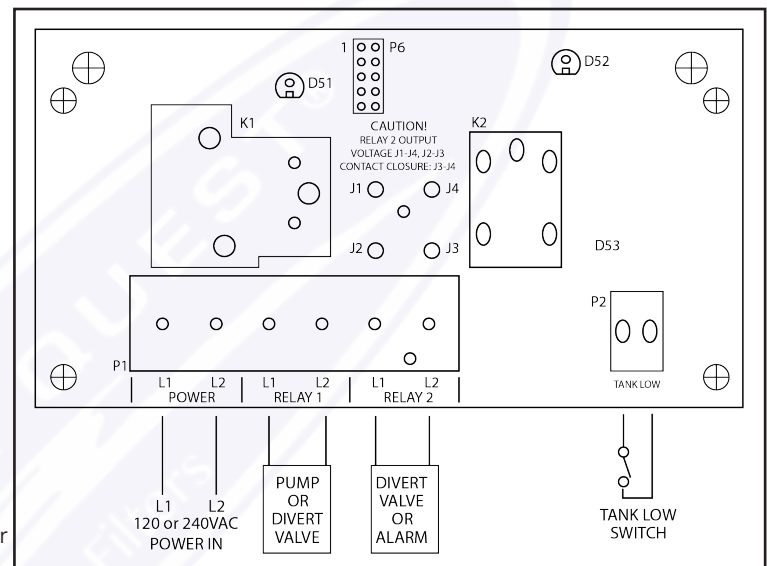 1 P6
D51
D52
K1
CAUTION!
RELAY 2 OUTPUT
VOLTAGE J1-J4, J2-J3
CONTACT CLOSURE: J3-J4
K2
J1 J4
J2 J3
D53
P2
TANK LOW
P1
L1 L2 L1 L2 L1 L2
POWER RELAY 1 RELAY 2
L1 L2
120 or 240VAC
POWER IN
PUMP
OR
DIVERT
VALVE
DIVERT
VALVE
OR
ALARM
TANK LOW
SWITCH
QUEST®
Filters